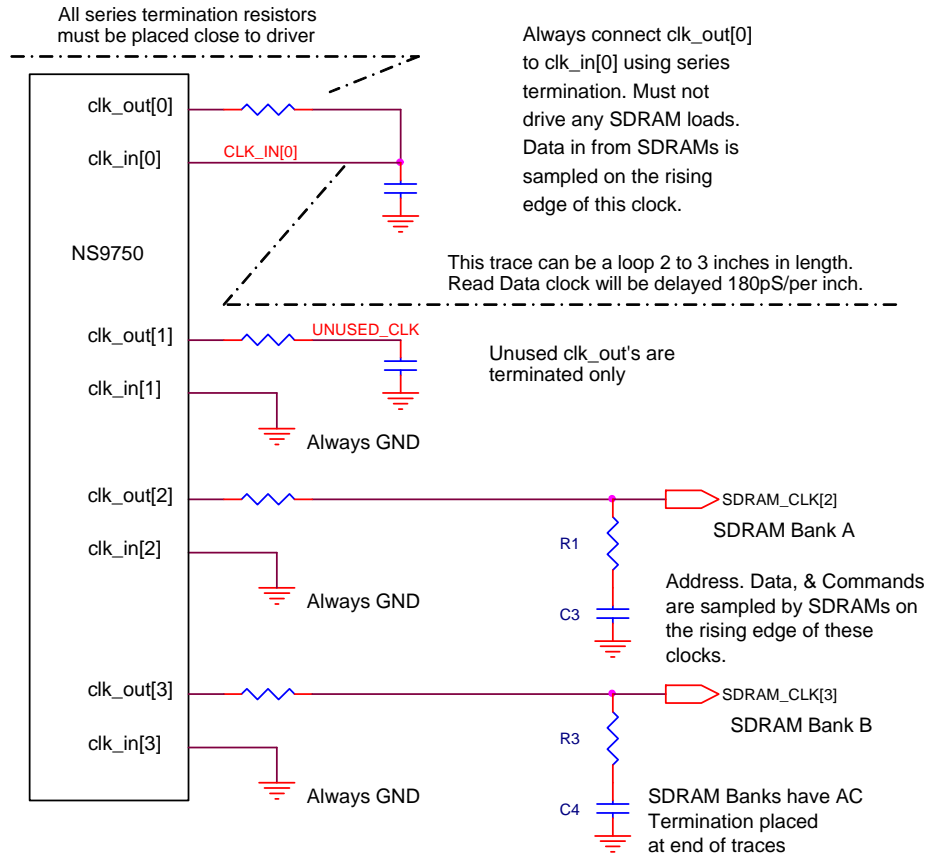 All series termination resistors
must be placed close to driver
Always connect clk_out[0]
to clk_in[0] using series
termination. Must not
drive any SDRAM loads.
Data in from SDRAMs is
sampled on the rising
edge of this clock.
clk_out[0]
clk_in[0]
CLK_IN[0]
NS9750
This trace can be a loop 2 to 3 inches in length.
Read Data clock will be delayed 180pS/per inch.
clk_out[1]
UNUSED_CLK
Unused clk_out's are
terminated only
clk_in[1]
Always GND
clk_out[2]
SDRAM_CLK[2]
SDRAM Bank A
R1
clk_in[2]
Always GND
C3
Address. Data, & Commands
are sampled by SDRAMs on
the rising edge of these
clocks.
clk_out[3]
SDRAM_CLK[3]
SDRAM Bank B
R3
clk_in[3]
Always GND
C4
SDRAM Banks have AC
Termination placed
at end of traces